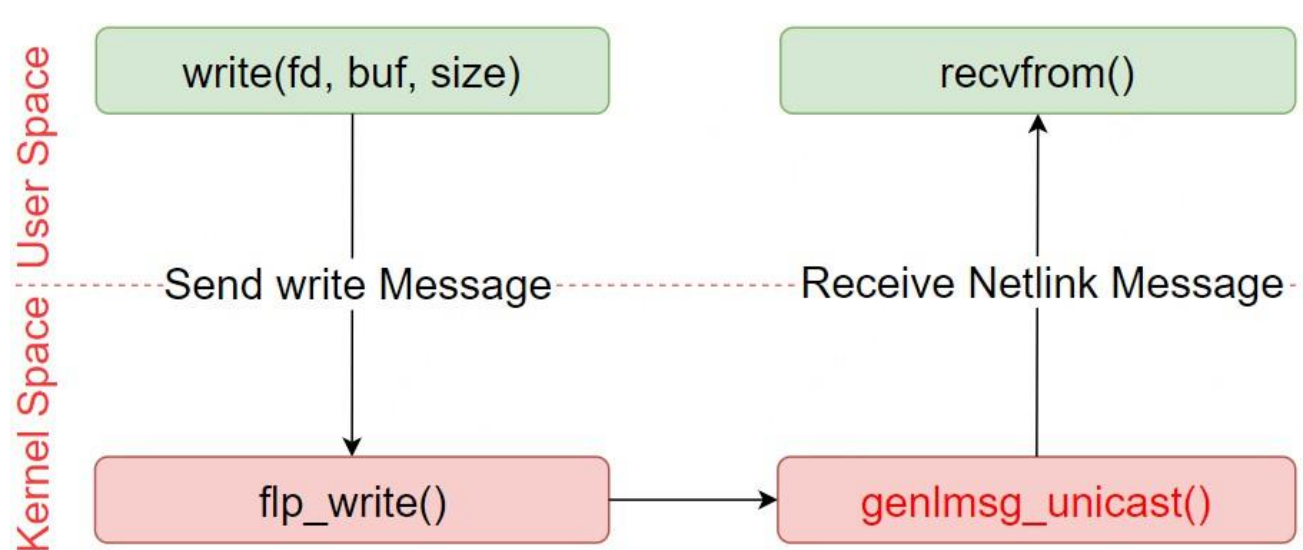 write(fd, buf, size)
recvfrom()
User Space
Send write Message
Receive Netlink Message
Kernel Space
flp_write()
genlmsg_unicast()